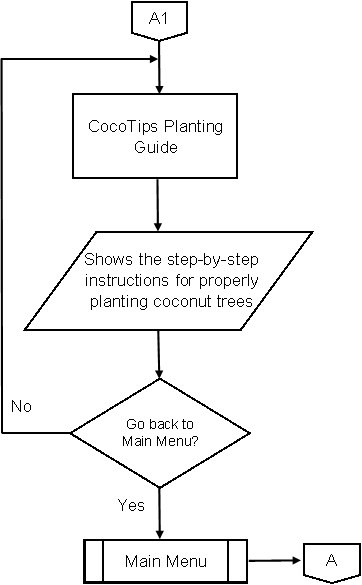 A1
CocoTips Planting
Guide
Shows the step-by-step
instructions for properly
planting coconut trees
Go back to
Main Menu?
No
Yes
Main Menu
A